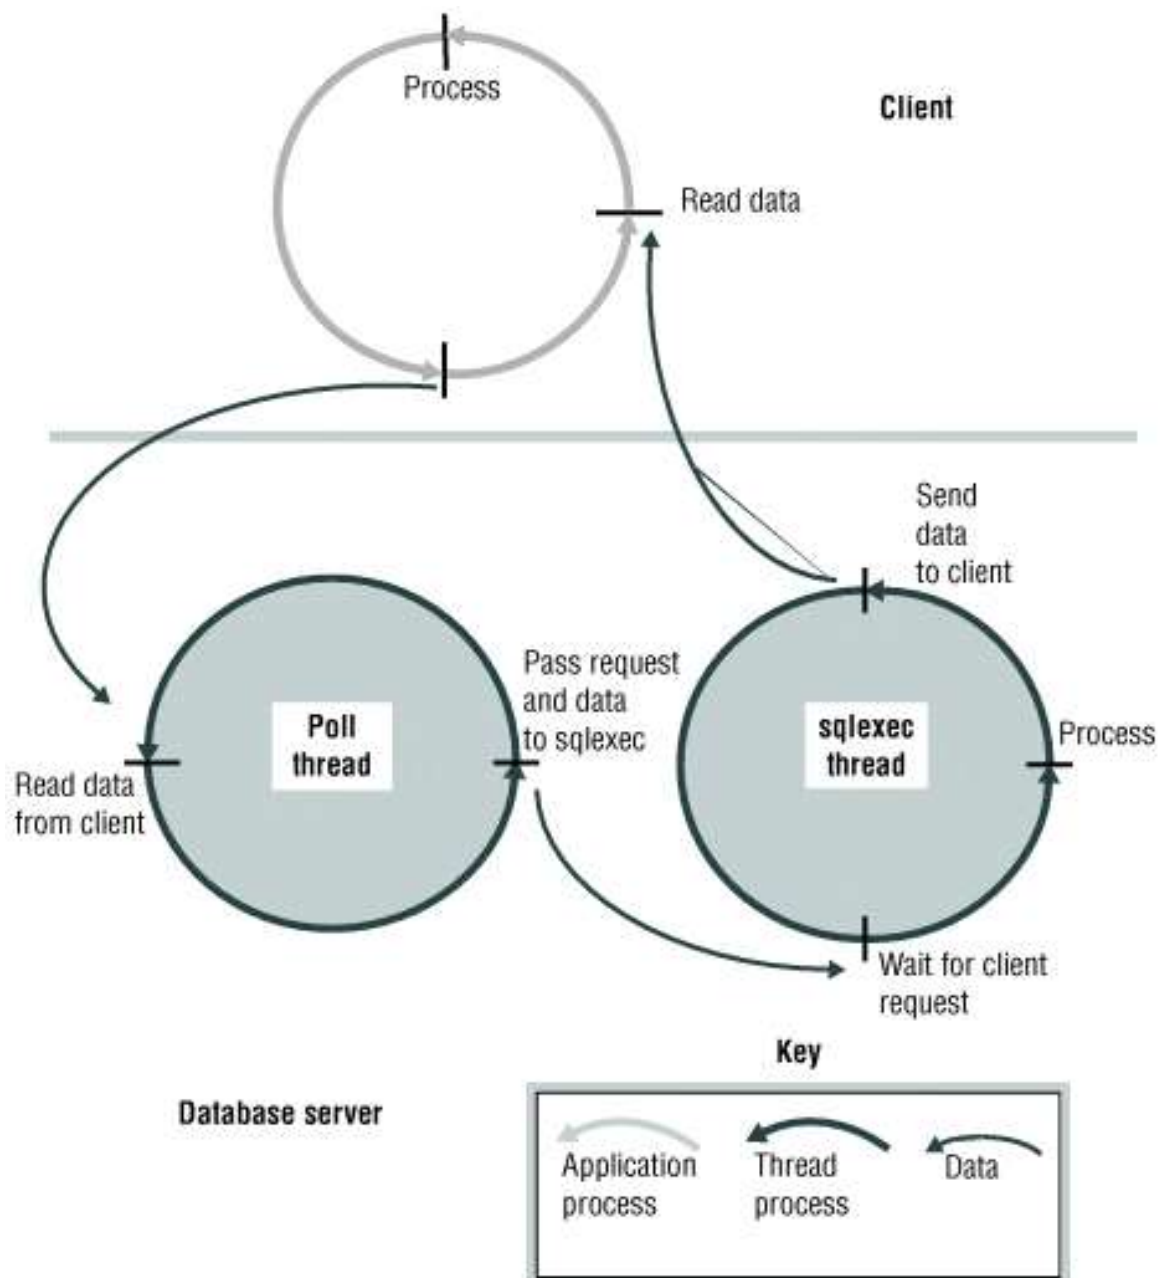 Process
Client
Read data
Send
data
to client
Pass request
and data
to sqlexec
Poll
thread
sqlexec
thread
Process
Read data
from client
Wait for client
request
Key
Database server
Application
process
Thread
process
Data